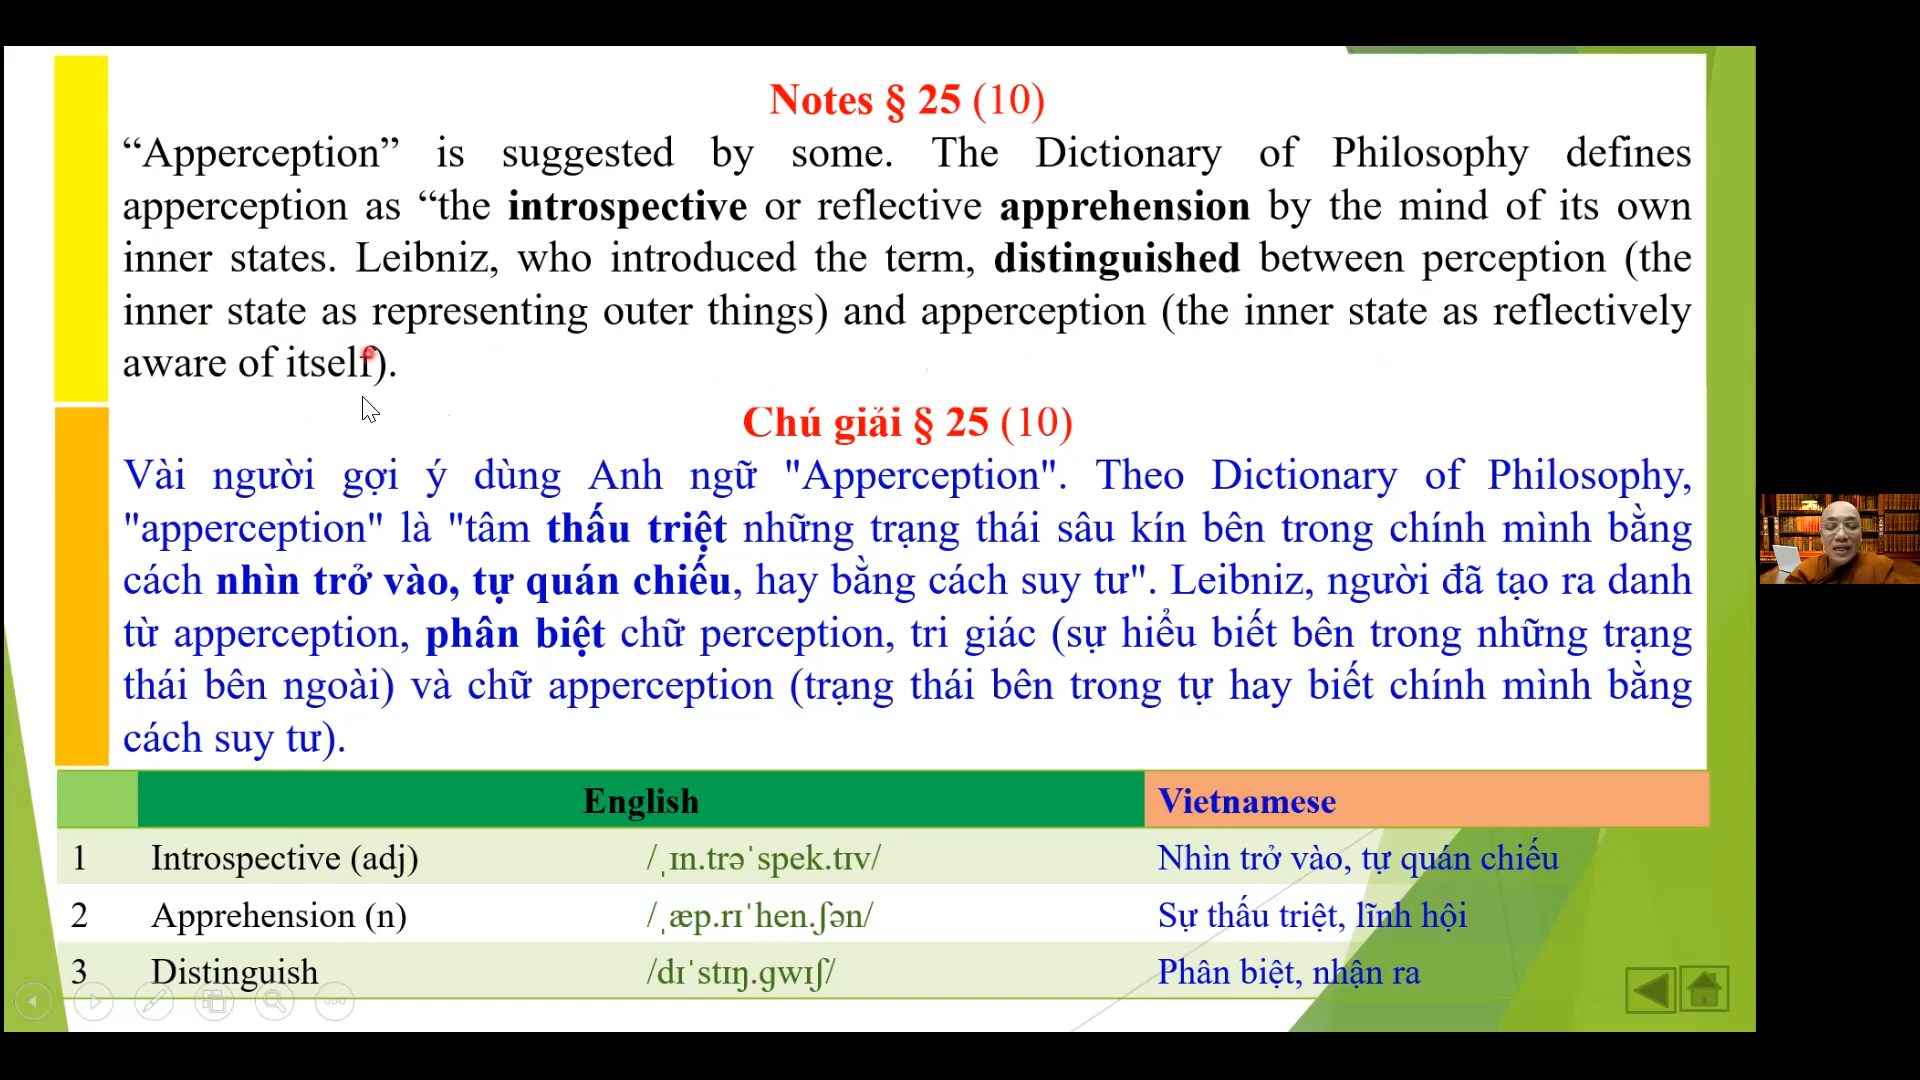 Notes § 25 (10)
“Apperception” is suggested by some. The Dictionary of Philosophy defines
apperception as “the introspective or reflective apprehension by the mind of its own
inner states. Leibniz, who introduced the term, distinguished between perception (the
inner state as representing outer things) and apperception (the inner state as reflectively
aware of itself).
Chú giải § 25 (10)
Vài người gợi ý dùng Anh ngữ "Apperception". Theo Dictionary of Philosophy,
"apperception" là "tâm thấu triệt những trạng thái sâu kín bên trong chính mình bằng
cách nhìn trở vào, tự quán chiếu, hay bằng cách suy tư". Leibniz, người đã tạo ra danh
từ apperception, phân biệt chữ perception, tri giác (sự hiểu biết bên trong những trạng
thái bên ngoài) và chữ apperception (trạng thái bên trong tự hay biết chính mình bằng
cách suy tư).
English Vietnamese
1 Introspective (adj) /ˌɪn.trəˈspek.tɪv/ Nhìn trở vào, tự quán chiếu
2 Apprehension (n) /ˌæp.rɪˈhen.ʃən/ Sự thấu triệt, lĩnh hội
3 Distinguish /dɪˈstɪŋ.ɡwɪʃ/ Phân biệt, nhận ra